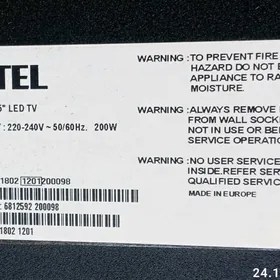 TEL
5" LED TV
: 220-240V ~ 50/60Hz. 200W
1802 1201 200098
: 6812592 200098
1802 1201
WARNING :TO PREVENT FIRE
HAZARD DO NOT E
APPLIANCE TO RA
MOISTURE.
WARNING :ALWAYS REMOVE
FROM WALL SOCK
NOT IN USE OR BE
SERVICE OPERATIO
WARNING :NO USER SERVICE
INSIDE.REFER SER
QUALIFIED SERVIC
MADE IN EUROPE
24.1